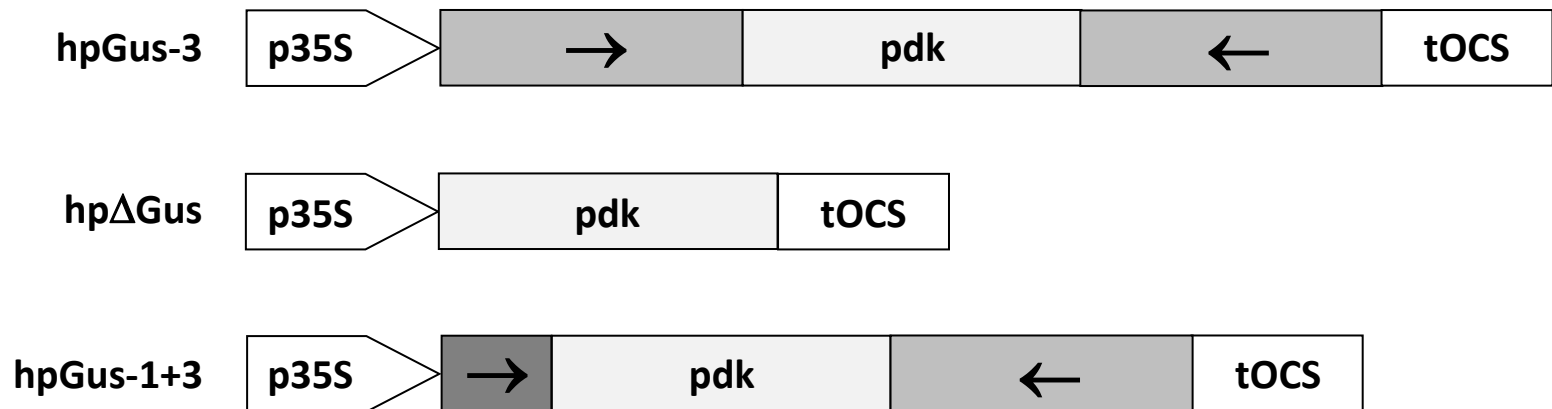 hpGus-3 p35S → pdk ← tOCS
hpΔGus p35S pdk tOCS
hpGus-1+3 p35S → pdk ← tOCS